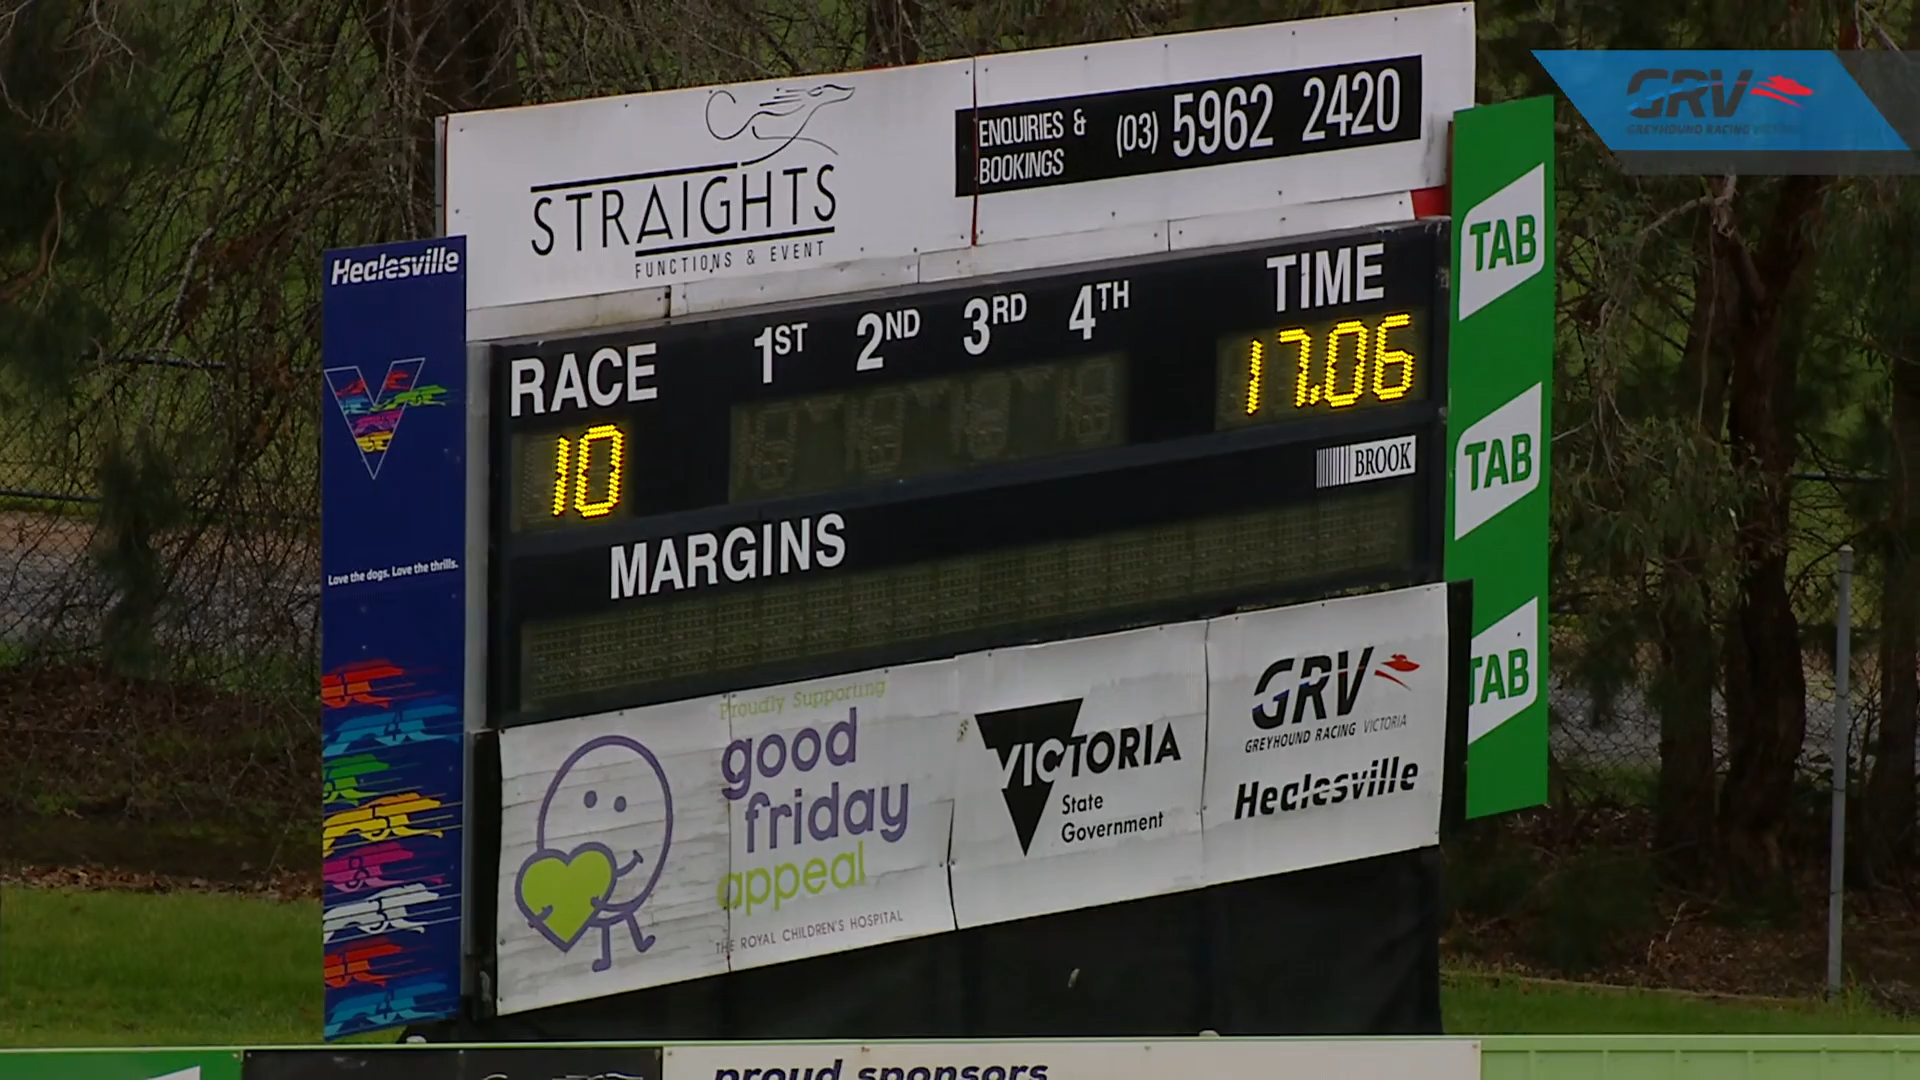 GRV
GREYHOUND RACING VICTORIA
STRAIGHTS
FUNCTIONS & EVENT
ENQUIRIES &
BOOKINGS
(03) 5962 2420
Healesville
Love the dogs. Love the thrills.
RACE
1ST 2ND 3RD 4TH
TIME
10
17.06
BROOK
MARGINS
TAB
TAB
TAB
Proudly Supporting
good
friday
appeal
THE ROYAL CHILDREN'S HOSPITAL
VICTORIA
State
Government
GRV
GREYHOUND RACING VICTORIA
Healesville
proud sponsors